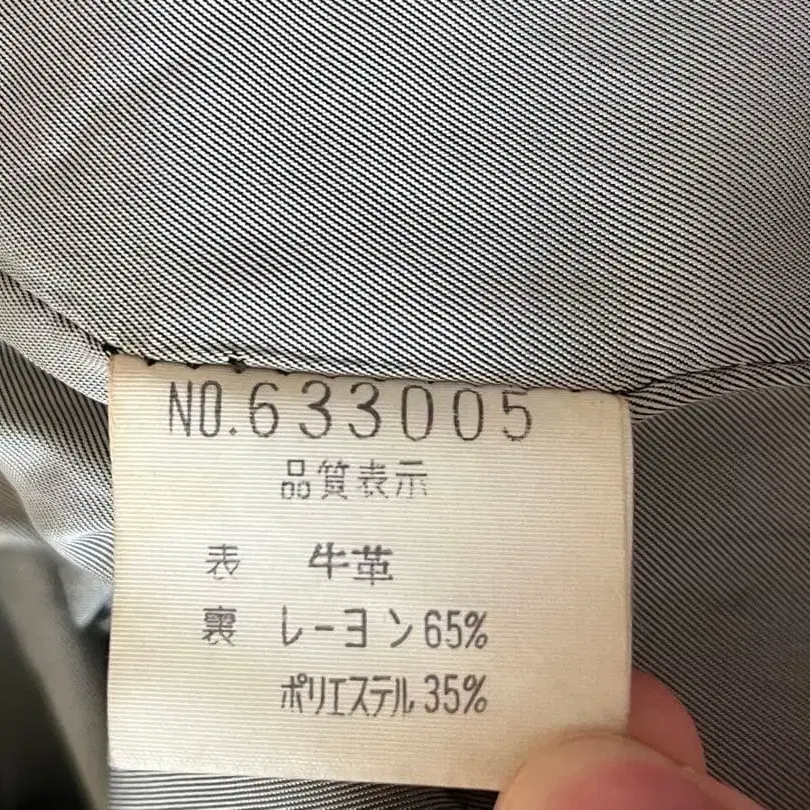 NO.633005
品質表示
表 牛革
裏 レーヨン65%
ポリエステル35%